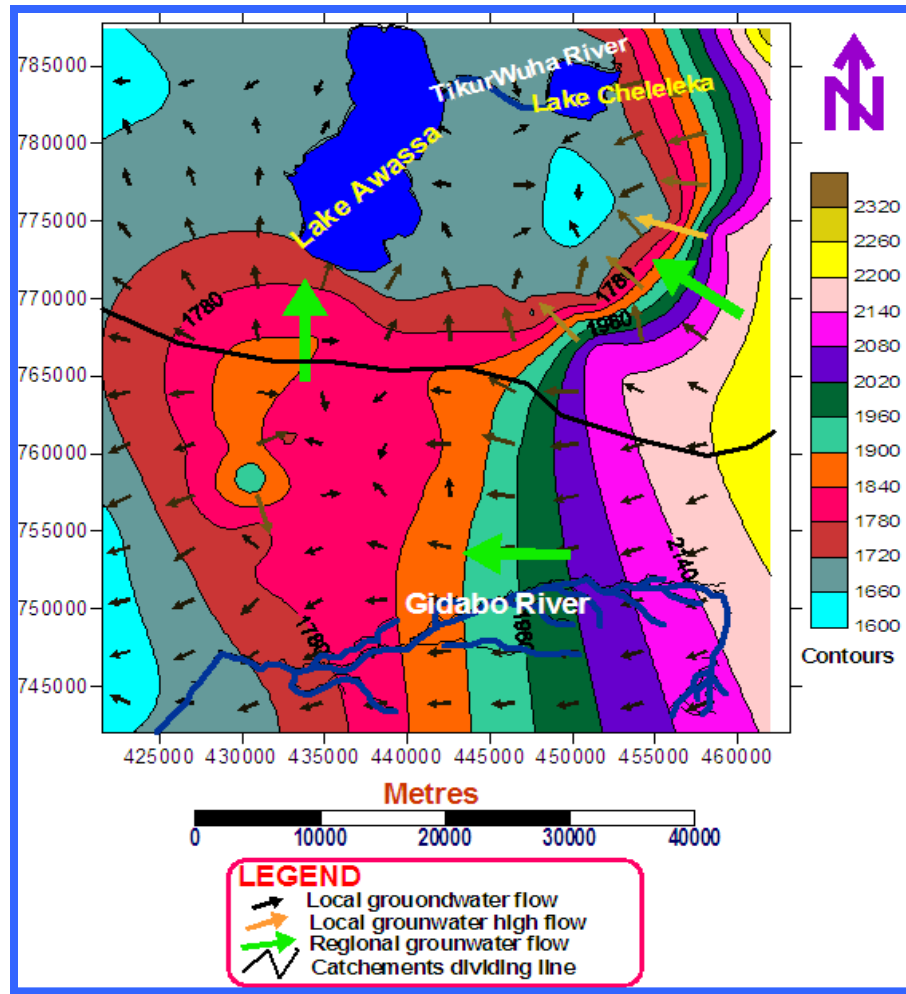 785000
780000
775000
770000
765000
760000
755000
750000
745000
425000 430000 435000 440000 445000 450000 455000 460000
TikurWuha River
Lake Cheleleka
Lake Awassa
1780
1780
1960
2140
1780
1960
Gidabo River
N
2320
2260
2200
2140
2080
2020
1960
1900
1840
1780
1720
1660
1600
Contours
Metres
0 10000 20000 30000 40000
LEGEND
Local grouondwater flow
Local grounwater high flow
Regional grounwater flow
Catchements dividing line